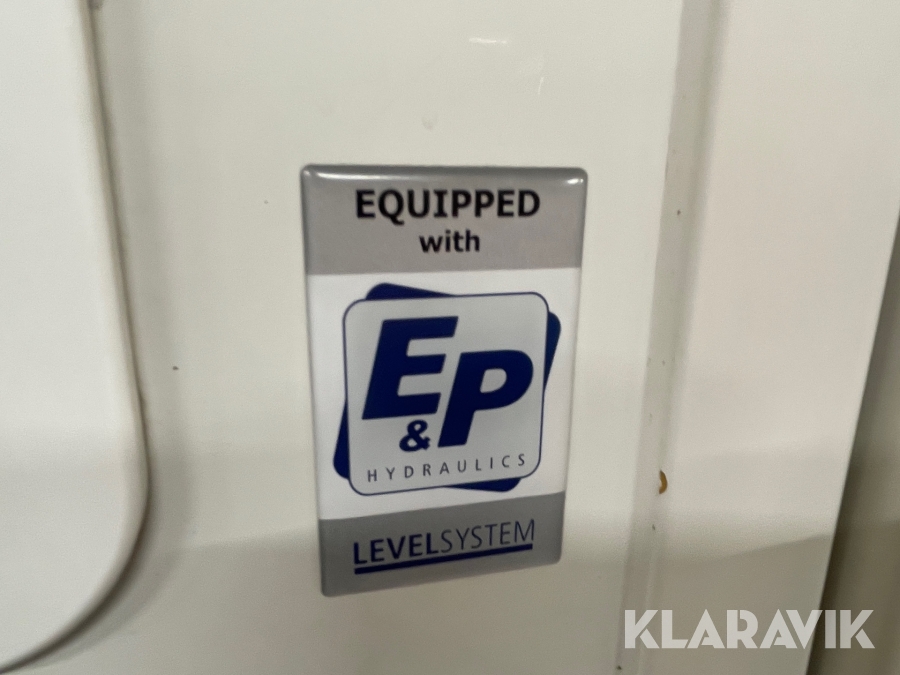 EQUIPPED
with
E&P
HYDRAULICS
LEVELSYSTEM
KLARAVIK